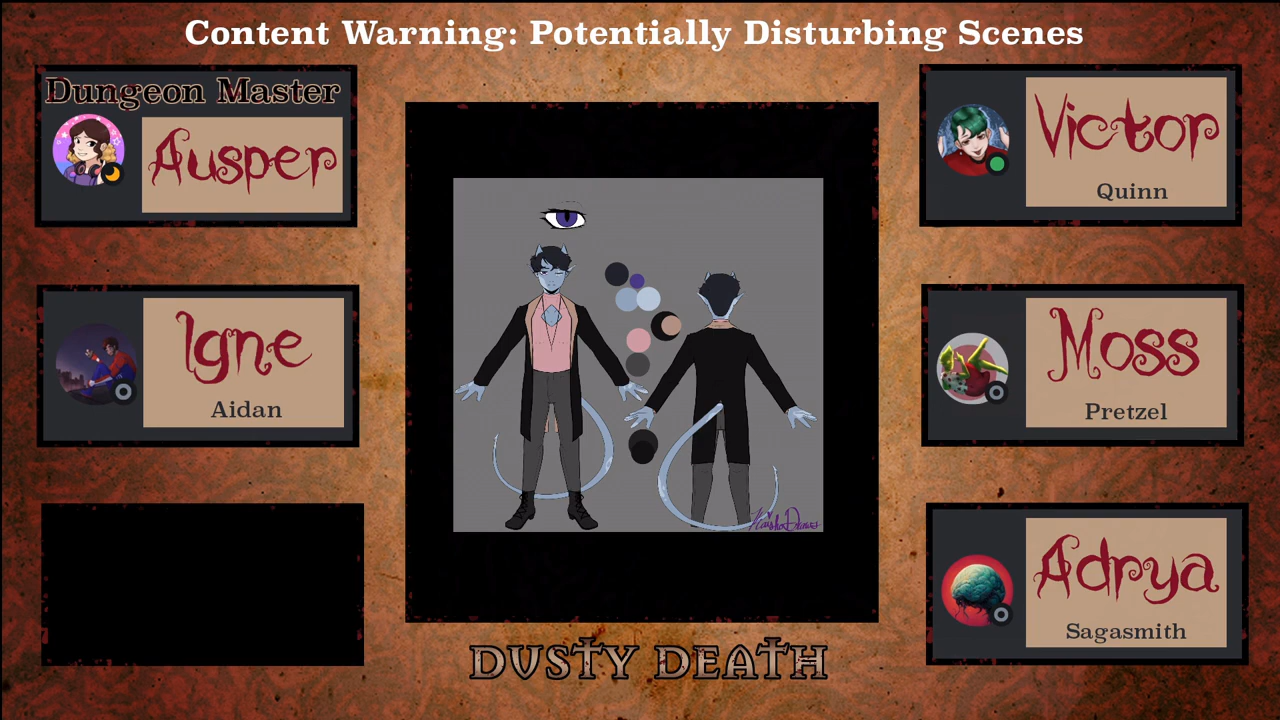 Content Warning: Potentially Disturbing Scenes
Dungeon Master
Ausper
Victor
Quinn
Igne
Aidan
Moss
Pretzel
Adrya
Sagasmith
DUSTY DEATH